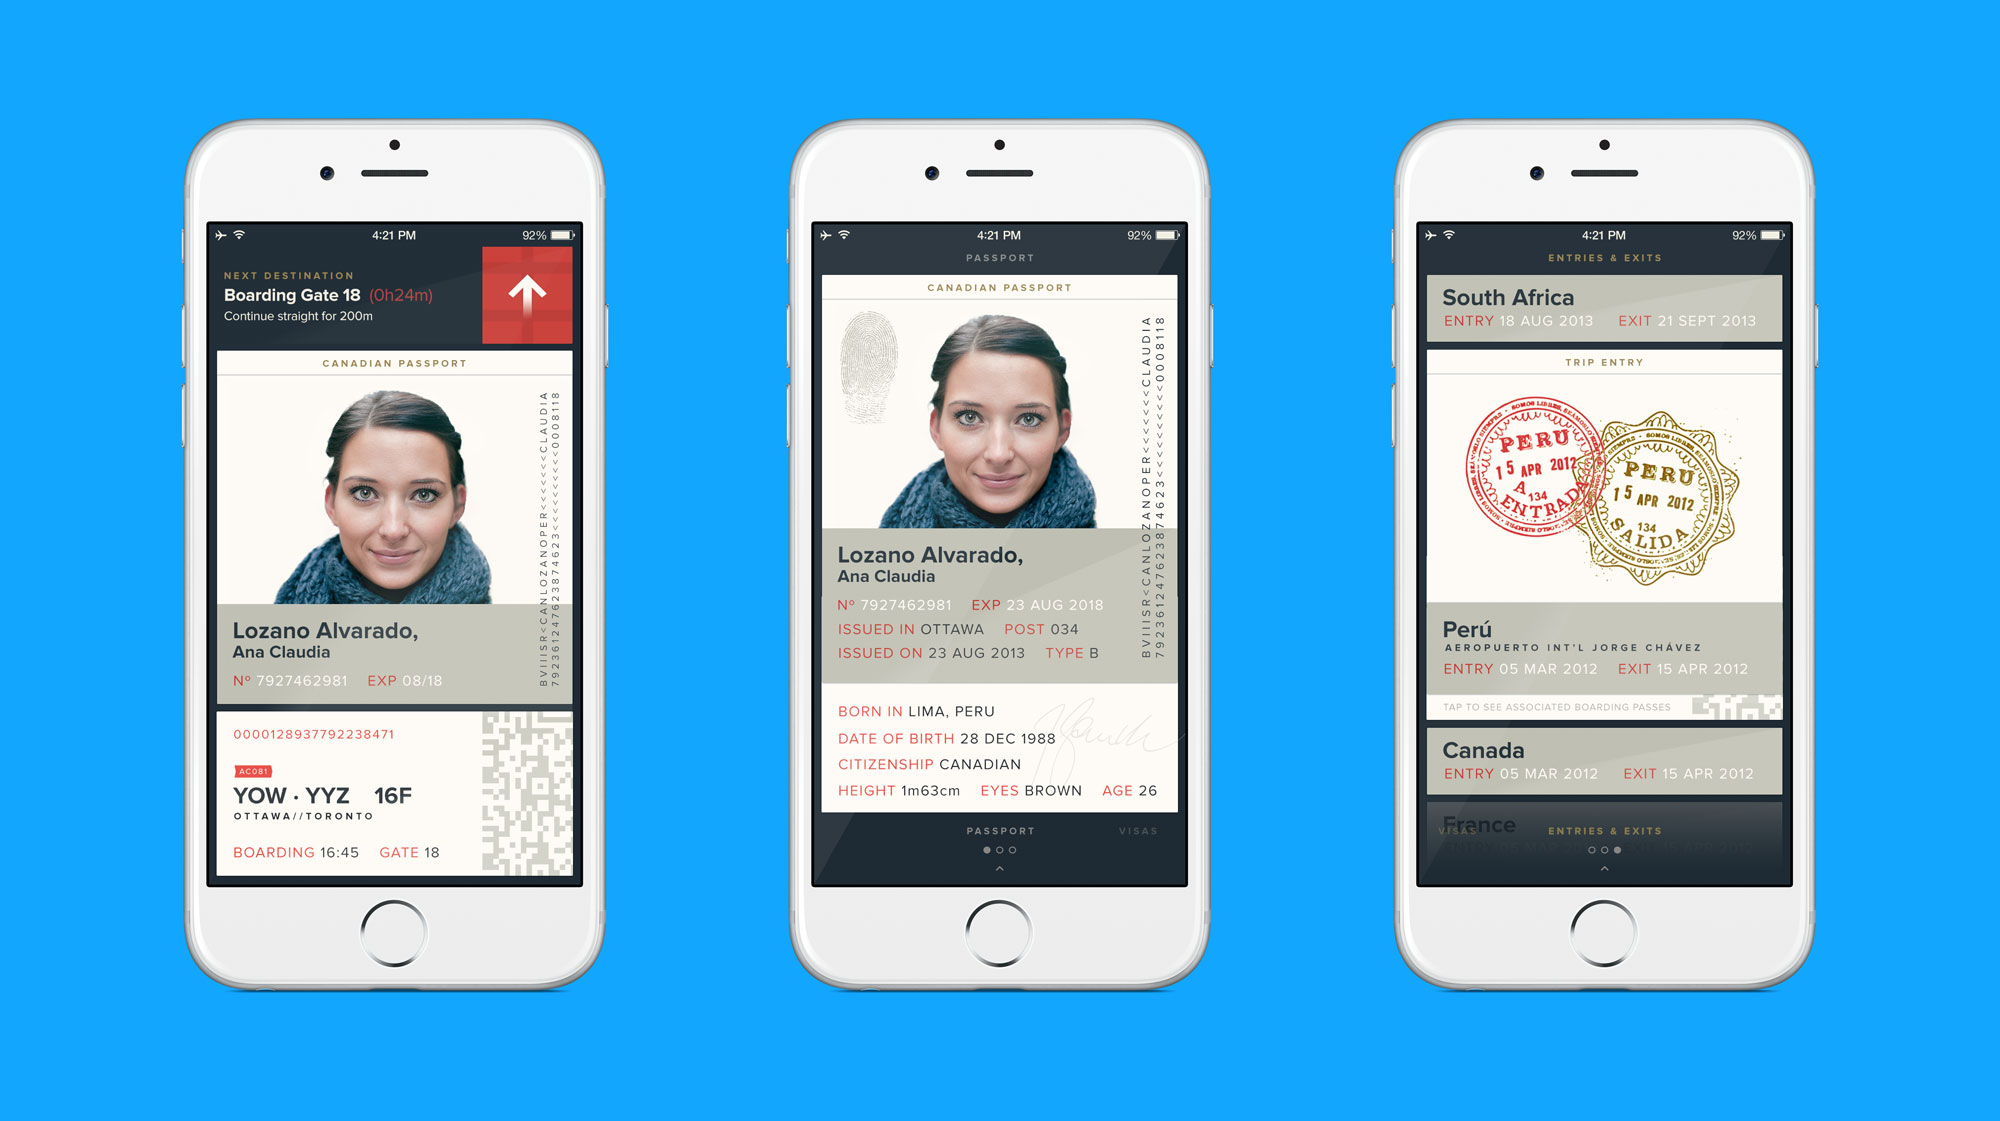 4:21 PM
92%
NEXT DESTINATION
Boarding Gate 18 (0h24m)
Continue straight for 200m
CANADIAN PASSPORT
BVIIISR<CANLOZANOPER<<<<<<CLAUDIA
Lozano Alvarado,
Ana Claudia
Nº 7927462981 EXP 08/18
0000128937792238471
AC081
YOW · YYZ 16F
OTTAWA//TORONTO
BOARDING 16:45 GATE 18
4:21 PM
92%
PASSPORT
CANADIAN PASSPORT
BVIIISR<CANLOZANOPER<<<<<<CLAUDIA
Lozano Alvarado,
Ana Claudia
Nº 7927462981 EXP 23 AUG 2018
ISSUED IN OTTAWA POST 034
ISSUED ON 23 AUG 2013 TYPE B
BORN IN LIMA, PERU
DATE OF BIRTH 28 DEC 1988
CITIZENSHIP CANADIAN
HEIGHT 1m63cm EYES BROWN AGE 26
PASSPORT VISAS
4:21 PM
92%
ENTRIES & EXITS
South Africa
ENTRY 18 AUG 2013 EXIT 21 SEPT 2013
TRIP ENTRY
PERU
15 APR 2012
A 134
ENTRADA
PERU
15 APR 2012
134
SALIDA
Perú
AEROPUERTO INT'L JORGE CHÁVEZ
ENTRY 05 MAR 2012 EXIT 15 APR 2012
TAP TO SEE ASSOCIATED BOARDING PASSES
Canada
ENTRY 05 MAR 2012 EXIT 15 APR 2012
France
VISAS ENTRIES & EXITS
ENTRY 05 MAR 2012 EXIT 15 APR 2012